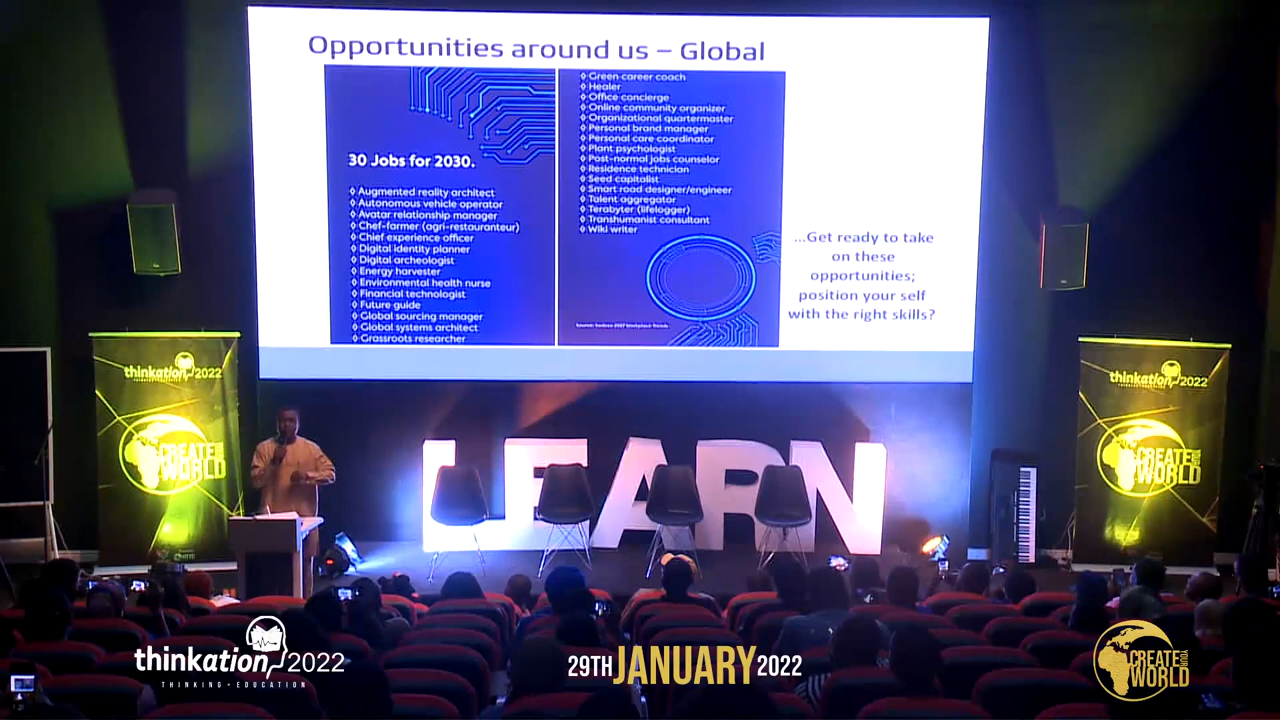 Opportunities around us – Global
30 Jobs for 2030.
◊ Augmented reality architect
◊ Autonomous vehicle operator
◊ Avatar relationship manager
◊ Chef-farmer (agri-restauranteur)
◊ Chief experience officer
◊ Digital identity planner
◊ Digital archeologist
◊ Energy harvester
◊ Environmental health nurse
◊ Financial technologist
◊ Future guide
◊ Global sourcing manager
◊ Global systems architect
◊ Grassroots researcher
◊ Green career coach
◊ Healer
◊ Office concierge
◊ Online community organizer
◊ Organizational quartermaster
◊ Personal brand manager
◊ Personal care coordinator
◊ Plant psychologist
◊ Post-normal jobs counselor
◊ Residence technician
◊ Seed capitalist
◊ Smart road designer/engineer
◊ Talent aggregator
◊ Terabyter (lifelogger)
◊ Transhumanist consultant
◊ Wiki writer
...Get ready to take
on these
opportunities;
position your self
with the right skills?
thinkation 2022
CREATE YOUR
WORLD
LEARN
thinkation 2022
CREATE YOUR
WORLD
thinkation 2022
THINKING • EDUCATION
29TH JANUARY 2022
CREATE YOUR
WORLD